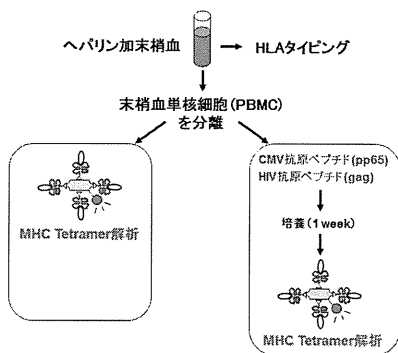 ヘパリン加末梢血
HLAタイピング
末梢血単核細胞(PBMC)
を分離
MHC Tetramer解析
CMV抗原ペプチド(pp65)
HIV抗原ペプチド(gag)
培養(1week)
MHC Tetramer解析